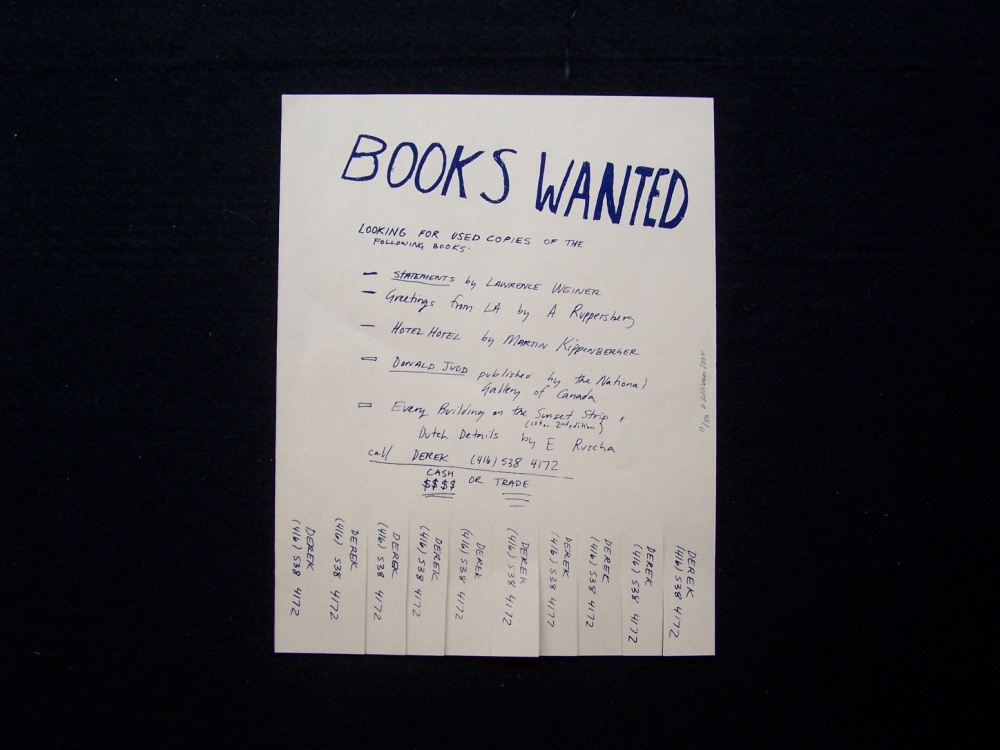 BOOKS WANTED
LOOKING FOR USED COPIES OF THE
FOLLOWING BOOKS.
— STATEMENTS by LAWRENCE WEINER
— Greetings from LA by A Ruppersberg
— HOTEL HOTEL by MARTIN KIPPENBERGER
— DONALD JUDD published by the National
Gallery of Canada
— Every Building on the Sunset Strip +
(1st or 2nd edition)
Dutch Details by E Ruscha
call DEREK (416) 538 4172
CASH
$$$$ OR TRADE
DEREK
(416) 538 4172
DEREK
(416) 538 4172
DEREK
(416) 538 4172
DEREK
(416) 538 4172
DEREK
(416) 538 4172
DEREK
(416) 538 4172
DEREK
(416) 538 4172
DEREK
(416) 538 4172
DEREK
(416) 538 4172
DEREK
(416) 538 4172